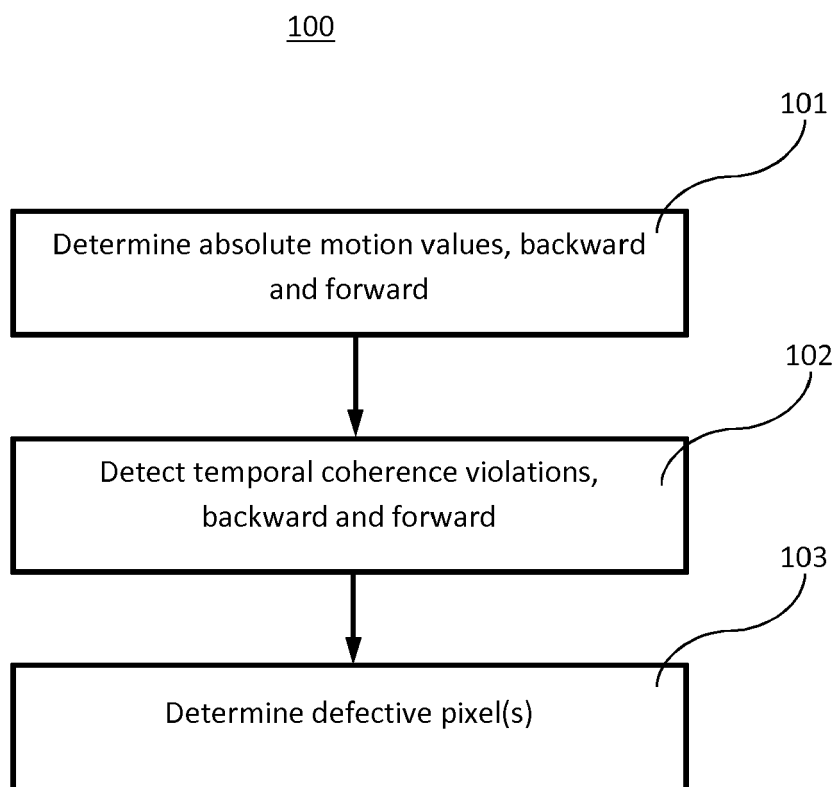 100
101
Determine absolute motion values, backward
and forward
102
Detect temporal coherence violations,
backward and forward
103
Determine defective pixel(s)